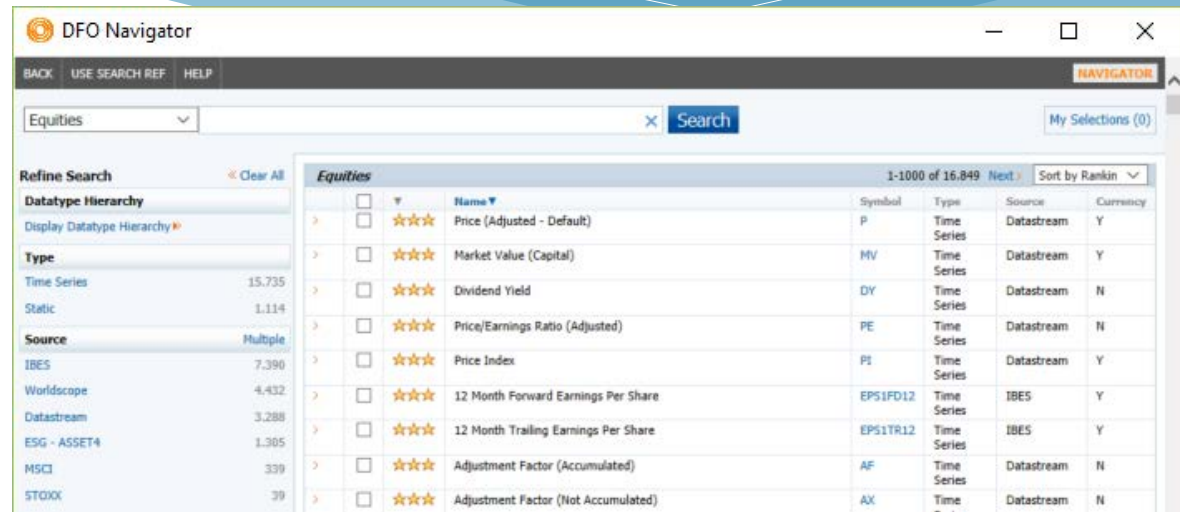 DFO Navigator
BACK USE SEARCH REF HELP NAVIGATOR
Equities Search My Selections (0)
Refine Search Clear All
Datatype Hierarchy
Display Datatype Hierarchy
Type
Time Series 15.735
Static 1.114
Source Multiple
IBES 7.390
Worldscope 4.432
Datastream 3.288
ESG - ASSET4 1.305
MSCI 339
STOXX 39
Equities 1-1000 of 16.849 Next Sort by Rankin
Name Symbol Type Source Currency
Price (Adjusted - Default) P Time Series Datastream Y
Market Value (Capital) MV Time Series Datastream Y
Dividend Yield DY Time Series Datastream N
Price/Earnings Ratio (Adjusted) PE Time Series Datastream N
Price Index PI Time Series Datastream Y
12 Month Forward Earnings Per Share EPS1FD12 Time Series IBES Y
12 Month Trailing Earnings Per Share EPS1TR12 Time Series IBES Y
Adjustment Factor (Accumulated) AF Time Series Datastream N
Adjustment Factor (Not Accumulated) AX Time Datastream N